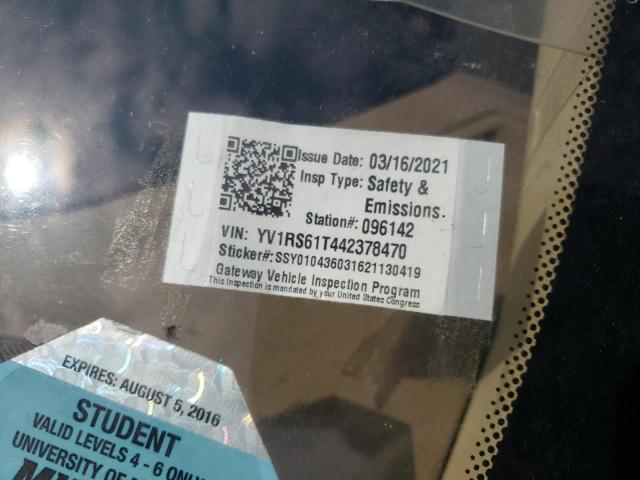 Issue Date: 03/16/2021
Insp Type: Safety &
Emissions.
Station#: 096142
VIN: YV1RS61T442378470
Sticker#: SSY010436031621130419
Gateway Vehicle Inspection Program
This Inspection is mandated by your United States Congress
EXPIRES: AUGUST 5, 2016
STUDENT
VALID LEVELS 4 - 6 ONLY
UNIVERSITY OF